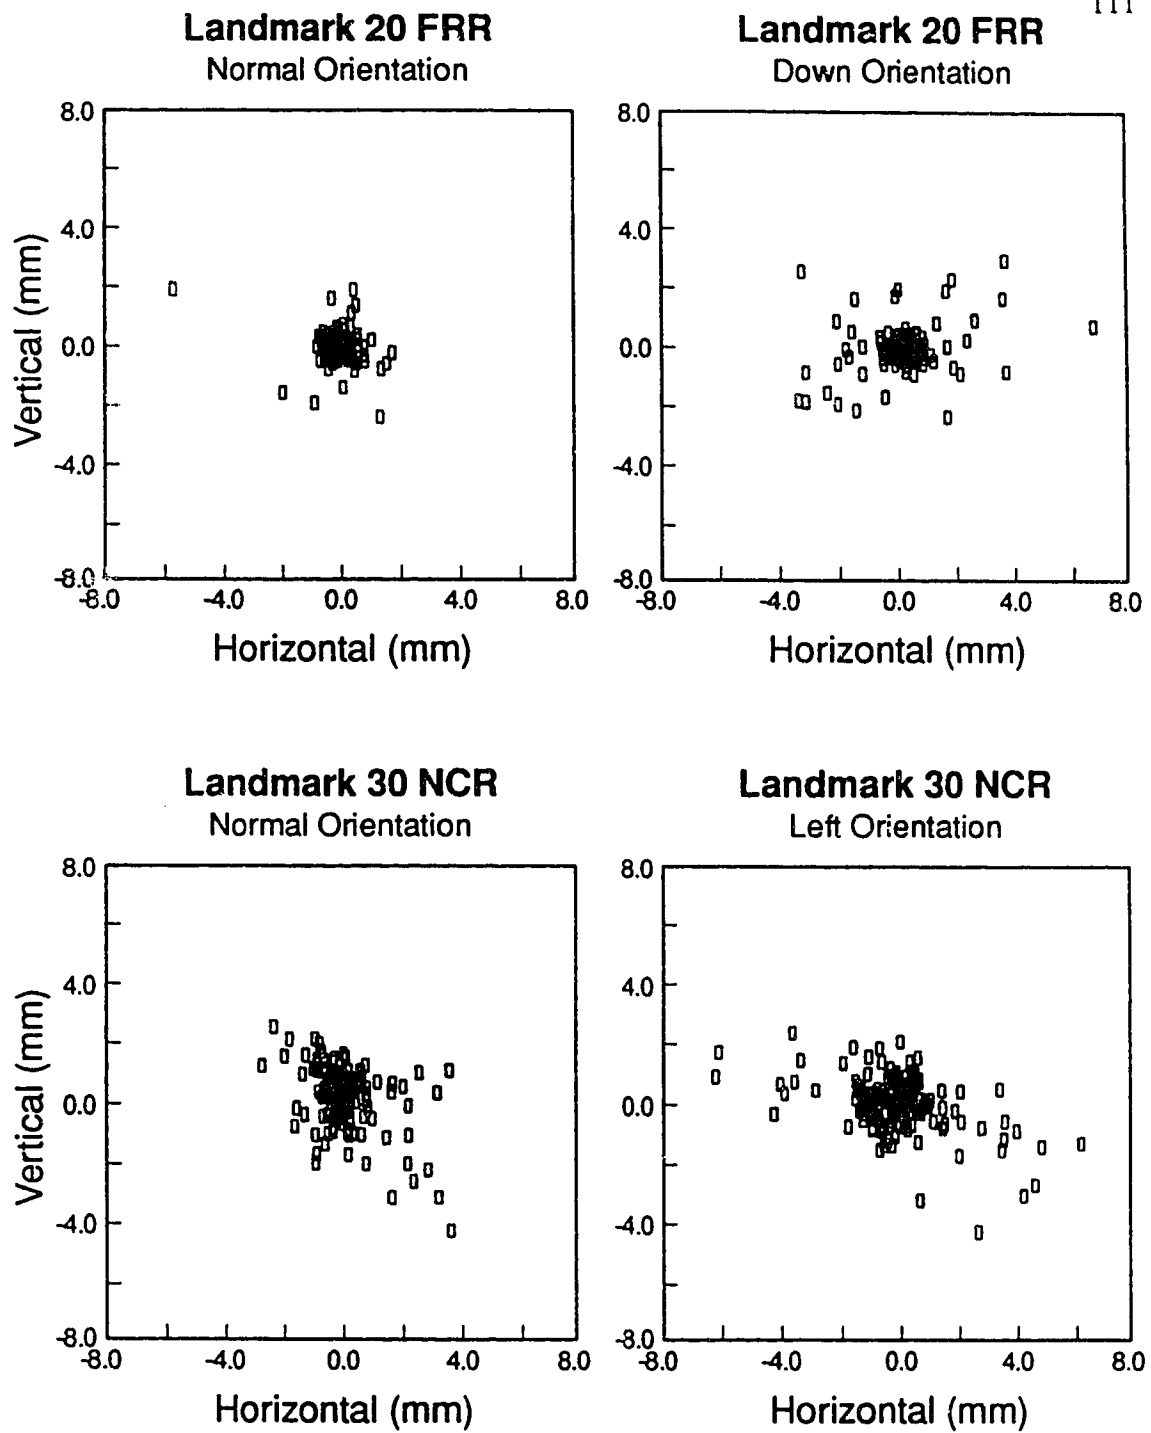 111
Landmark 20 FRR
Normal Orientation
8.0
4.0
0.0
-4.0
-8.0
Vertical (mm)
-8.0 -4.0 0.0 4.0 8.0
Horizontal (mm)
Landmark 20 FRR
Down Orientation
8.0
4.0
0.0
-4.0
-8.0
-8.0 -4.0 0.0 4.0 8.0
Horizontal (mm)
Landmark 30 NCR
Normal Orientation
8.0
4.0
0.0
-4.0
-8.0
Vertical (mm)
-8.0 -4.0 0.0 4.0 8.0
Horizontal (mm)
Landmark 30 NCR
Left Orientation
8.0
4.0
0.0
-4.0
-8.0
-8.0 -4.0 0.0 4.0 8.0
Horizontal (mm)